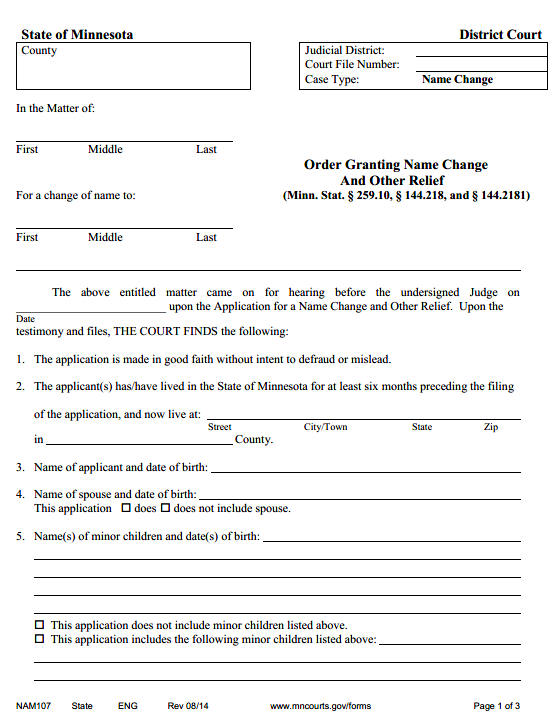 State of Minnesota District Court
County
Judicial District:
Court File Number:
Case Type: Name Change
In the Matter of:
First Middle Last
Order Granting Name Change
And Other Relief
(Minn. Stat. § 259.10, § 144.218, and § 144.2181)
For a change of name to:
First Middle Last
The above entitled matter came on for hearing before the undersigned Judge on
upon the Application for a Name Change and Other Relief. Upon the
Date
testimony and files, THE COURT FINDS the following:
1. The application is made in good faith without intent to defraud or mislead.
2. The applicant(s) has/have lived in the State of Minnesota for at least six months preceding the filing
of the application, and now live at:
Street City/Town State Zip
in County.
3. Name of applicant and date of birth:
4. Name of spouse and date of birth:
This application ☐ does ☐ does not include spouse.
5. Name(s) of minor children and date(s) of birth:
☐ This application does not include minor children listed above.
☐ This application includes the following minor children listed above:
NAM107 State ENG Rev 08/14 www.mncourts.gov/forms Page 1 of 3